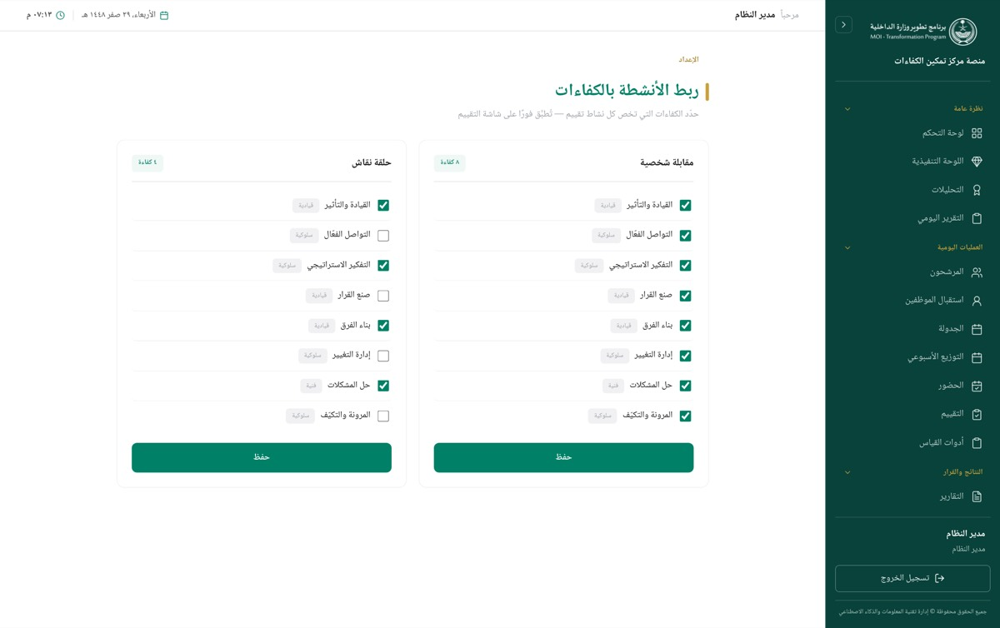 برنامج تطوير وزارة الداخلية
MOI - Transformation Program
منصة مركز تمكين الكفاءات
نظرة عامة
لوحة التحكم
اللوحة التنفيذية
التحليلات
التقرير اليومي
العمليات اليومية
المرشحون
استقبال الموظفين
الجدولة
التوزيع الأسبوعي
الحضور
التقييم
أدوات القياس
النتائج والقرار
التقارير
مدير النظام
مدير النظام
تسجيل الخروج
جميع الحقوق محفوظة © إدارة تقنية المعلومات والذكاء الاصطناعي
مرحباً مدير النظام
الأربعاء، ٢٩ صفر ١٤٤٨ هـ
٠٧:١٣ م
الإعداد
ربط الأنشطة بالكفاءات
حدّد الكفاءات التي تخص كل نشاط تقييم — تُطبَّق فورًا على شاشة التقييم
مقابلة شخصية
٨ كفاءة
القيادة والتأثير قيادية
التواصل الفعّال سلوكية
التفكير الاستراتيجي سلوكية
صنع القرار قيادية
بناء الفرق قيادية
إدارة التغيير سلوكية
حل المشكلات فنية
المرونة والتكيّف سلوكية
حفظ
حلقة نقاش
٤ كفاءة
القيادة والتأثير قيادية
التواصل الفعّال سلوكية
التفكير الاستراتيجي سلوكية
صنع القرار قيادية
بناء الفرق قيادية
إدارة التغيير سلوكية
حل المشكلات فنية
المرونة والتكيّف سلوكية
حفظ